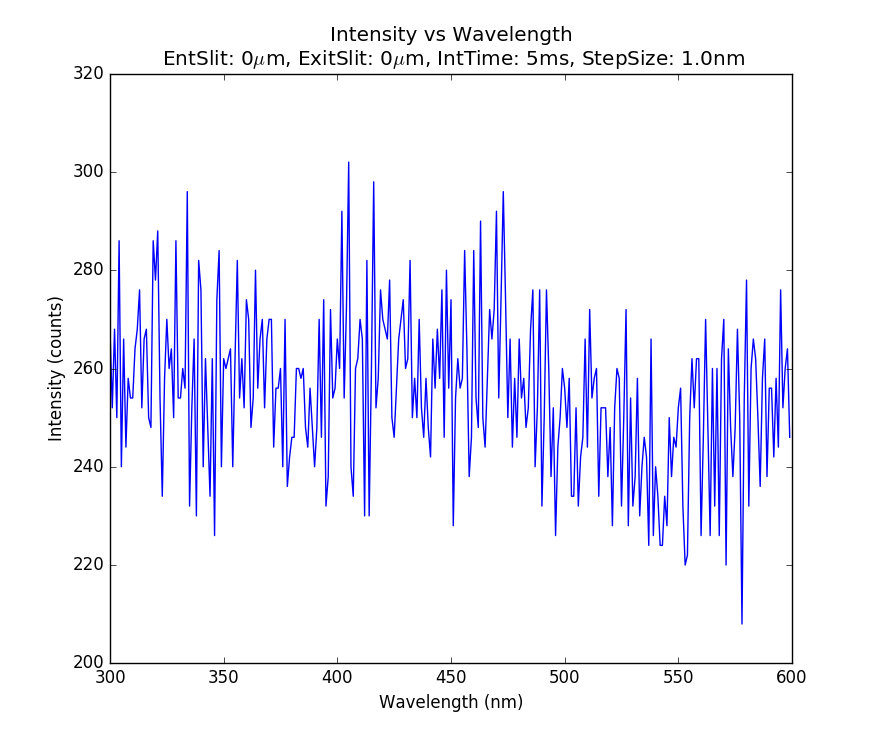 Intensity vs Wavelength
EntSlit: 0μm, ExitSlit: 0μm, IntTime: 5ms, StepSize: 1.0nm
320
300
280
260
240
220
200
Intensity (counts)
300 350 400 450 500 550 600
Wavelength (nm)